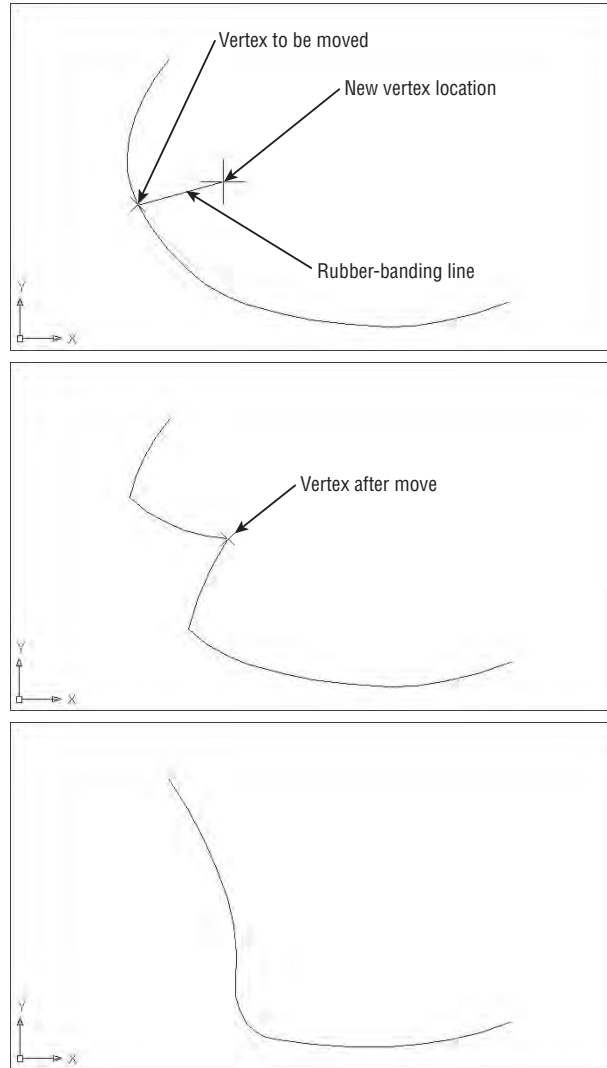 Vertex to be moved
New vertex location
Rubber-banding line
Y
X
Vertex after move
Y
X
Y
X